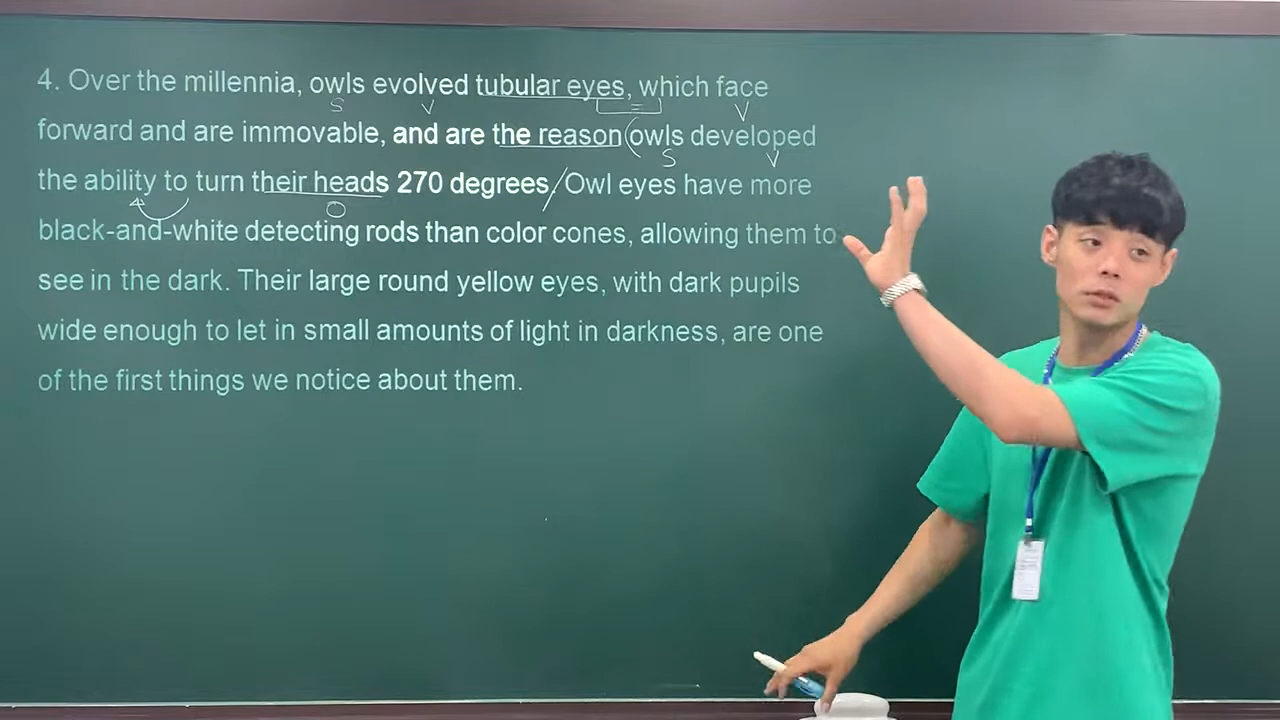 4. Over the millennia, owls evolved tubular eyes, which face
S V = V
forward and are immovable, and are the reason (owls developed
S V
the ability to turn their heads 270 degrees. / Owl eyes have more
O
black-and-white detecting rods than color cones, allowing them to
see in the dark. Their large round yellow eyes, with dark pupils
wide enough to let in small amounts of light in darkness, are one
of the first things we notice about them.